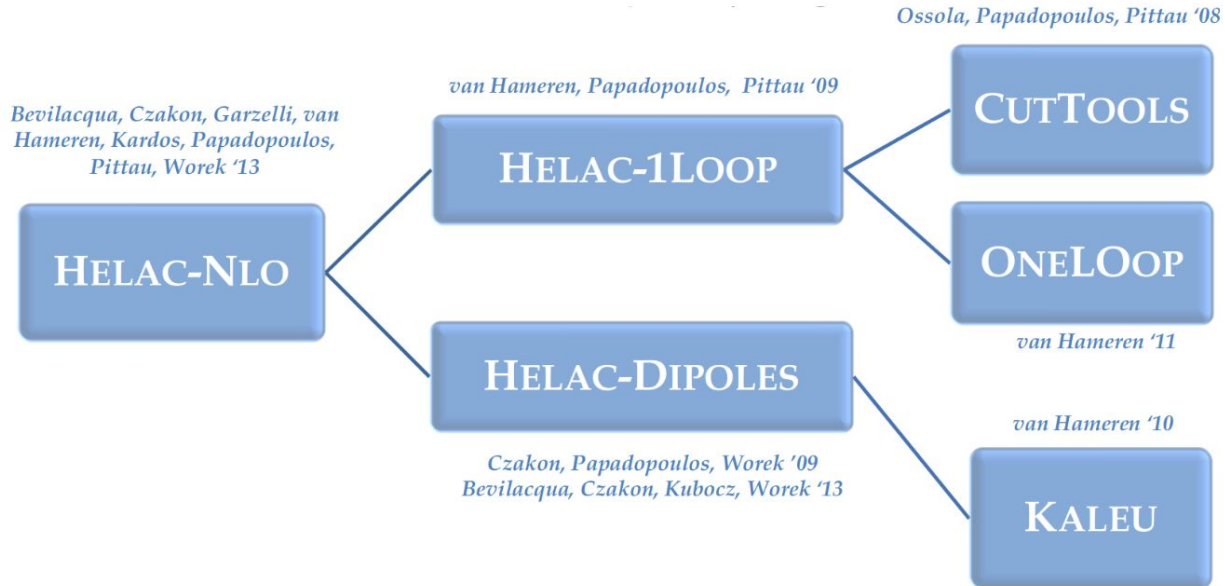 Ossola, Papadopoulos, Pittau ‘08
CUTTOOLS
van Hameren, Papadopoulos, Pittau ‘09
HELAC-1LOOP
Bevilacqua, Czakon, Garzelli, van
Hameren, Kardos, Papadopoulos,
Pittau, Worek ‘13
HELAC-NLO
ONELOOP
van Hameren ‘11
HELAC-DIPOLES
Czakon, Papadopoulos, Worek ’09
Bevilacqua, Czakon, Kubocz, Worek ‘13
van Hameren ‘10
KALEU